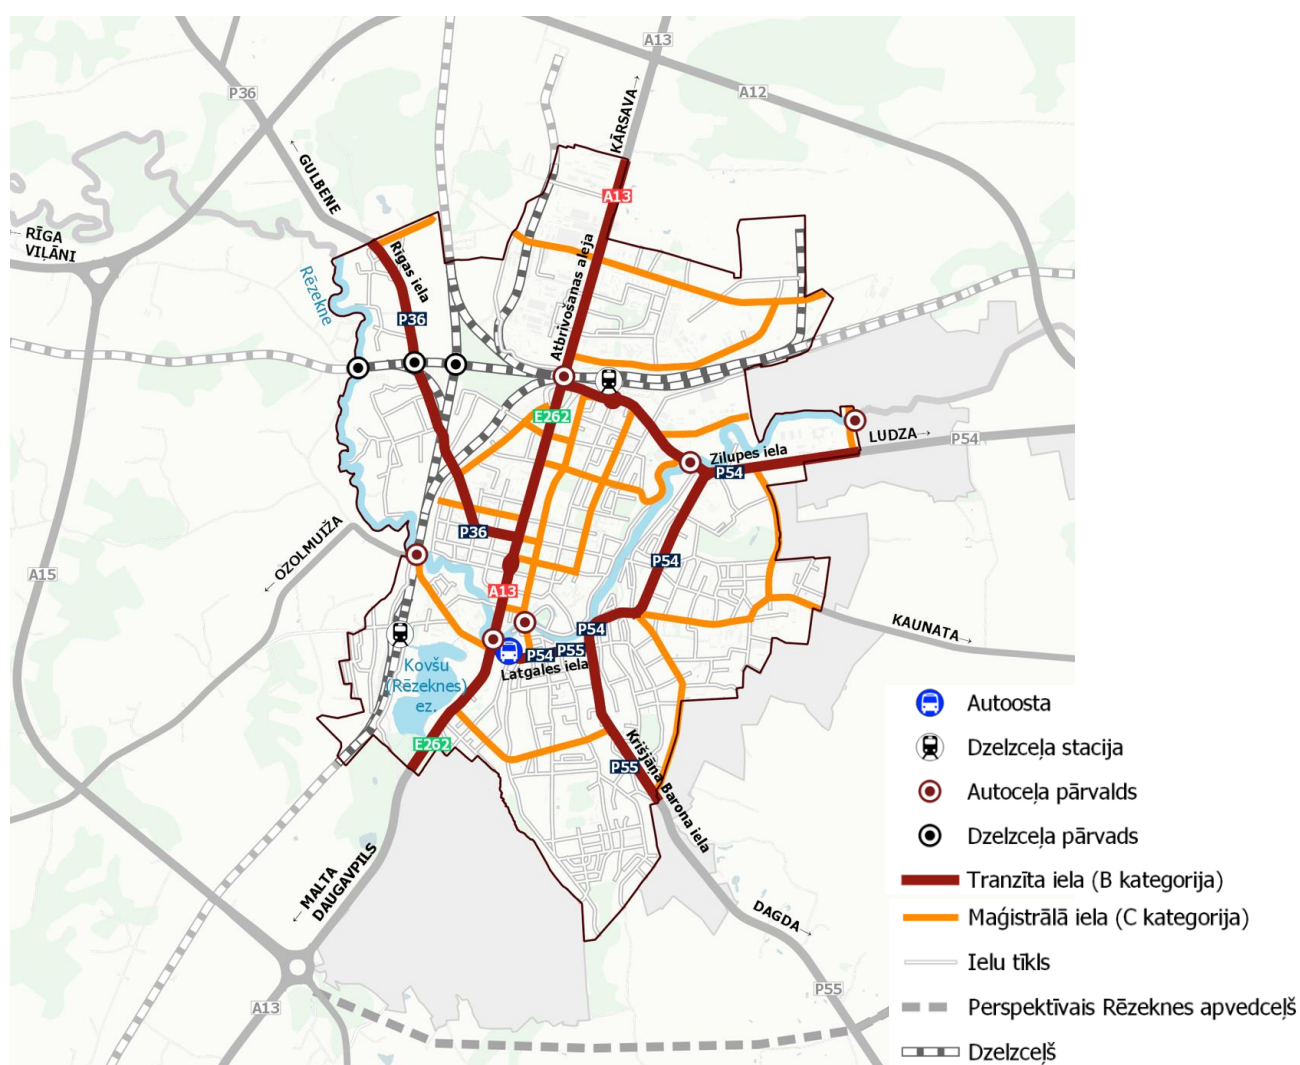 A13
P36
A12
KĀRSAVA→
← GULBENE
A13
← RĪGA
VIĻĀNI
Rēzekne
Rīgas iela
Atbrīvošanas aleja
P36
E262
LUDZA→
P54
Zilupes iela
P54
P36
← OZOLMUIŽA
A15
P54
A13
KAUNATA→
P54
P54
P55
Latgales iela
Kovšu
(Rēzeknes)
ez.
E262
P55
Krišjāna Barona iela
← MALTA
DAUGAVPILS
DAGDA→
P55
A13
Autoosta
Dzelzceļa stacija
Autoceļa pārvalds
Dzelzceļa pārvads
Tranzīta iela (B kategorija)
Maģistrālā iela (C kategorija)
Ielu tīkls
Perspektīvais Rēzeknes apvedceļš
Dzelzceļš